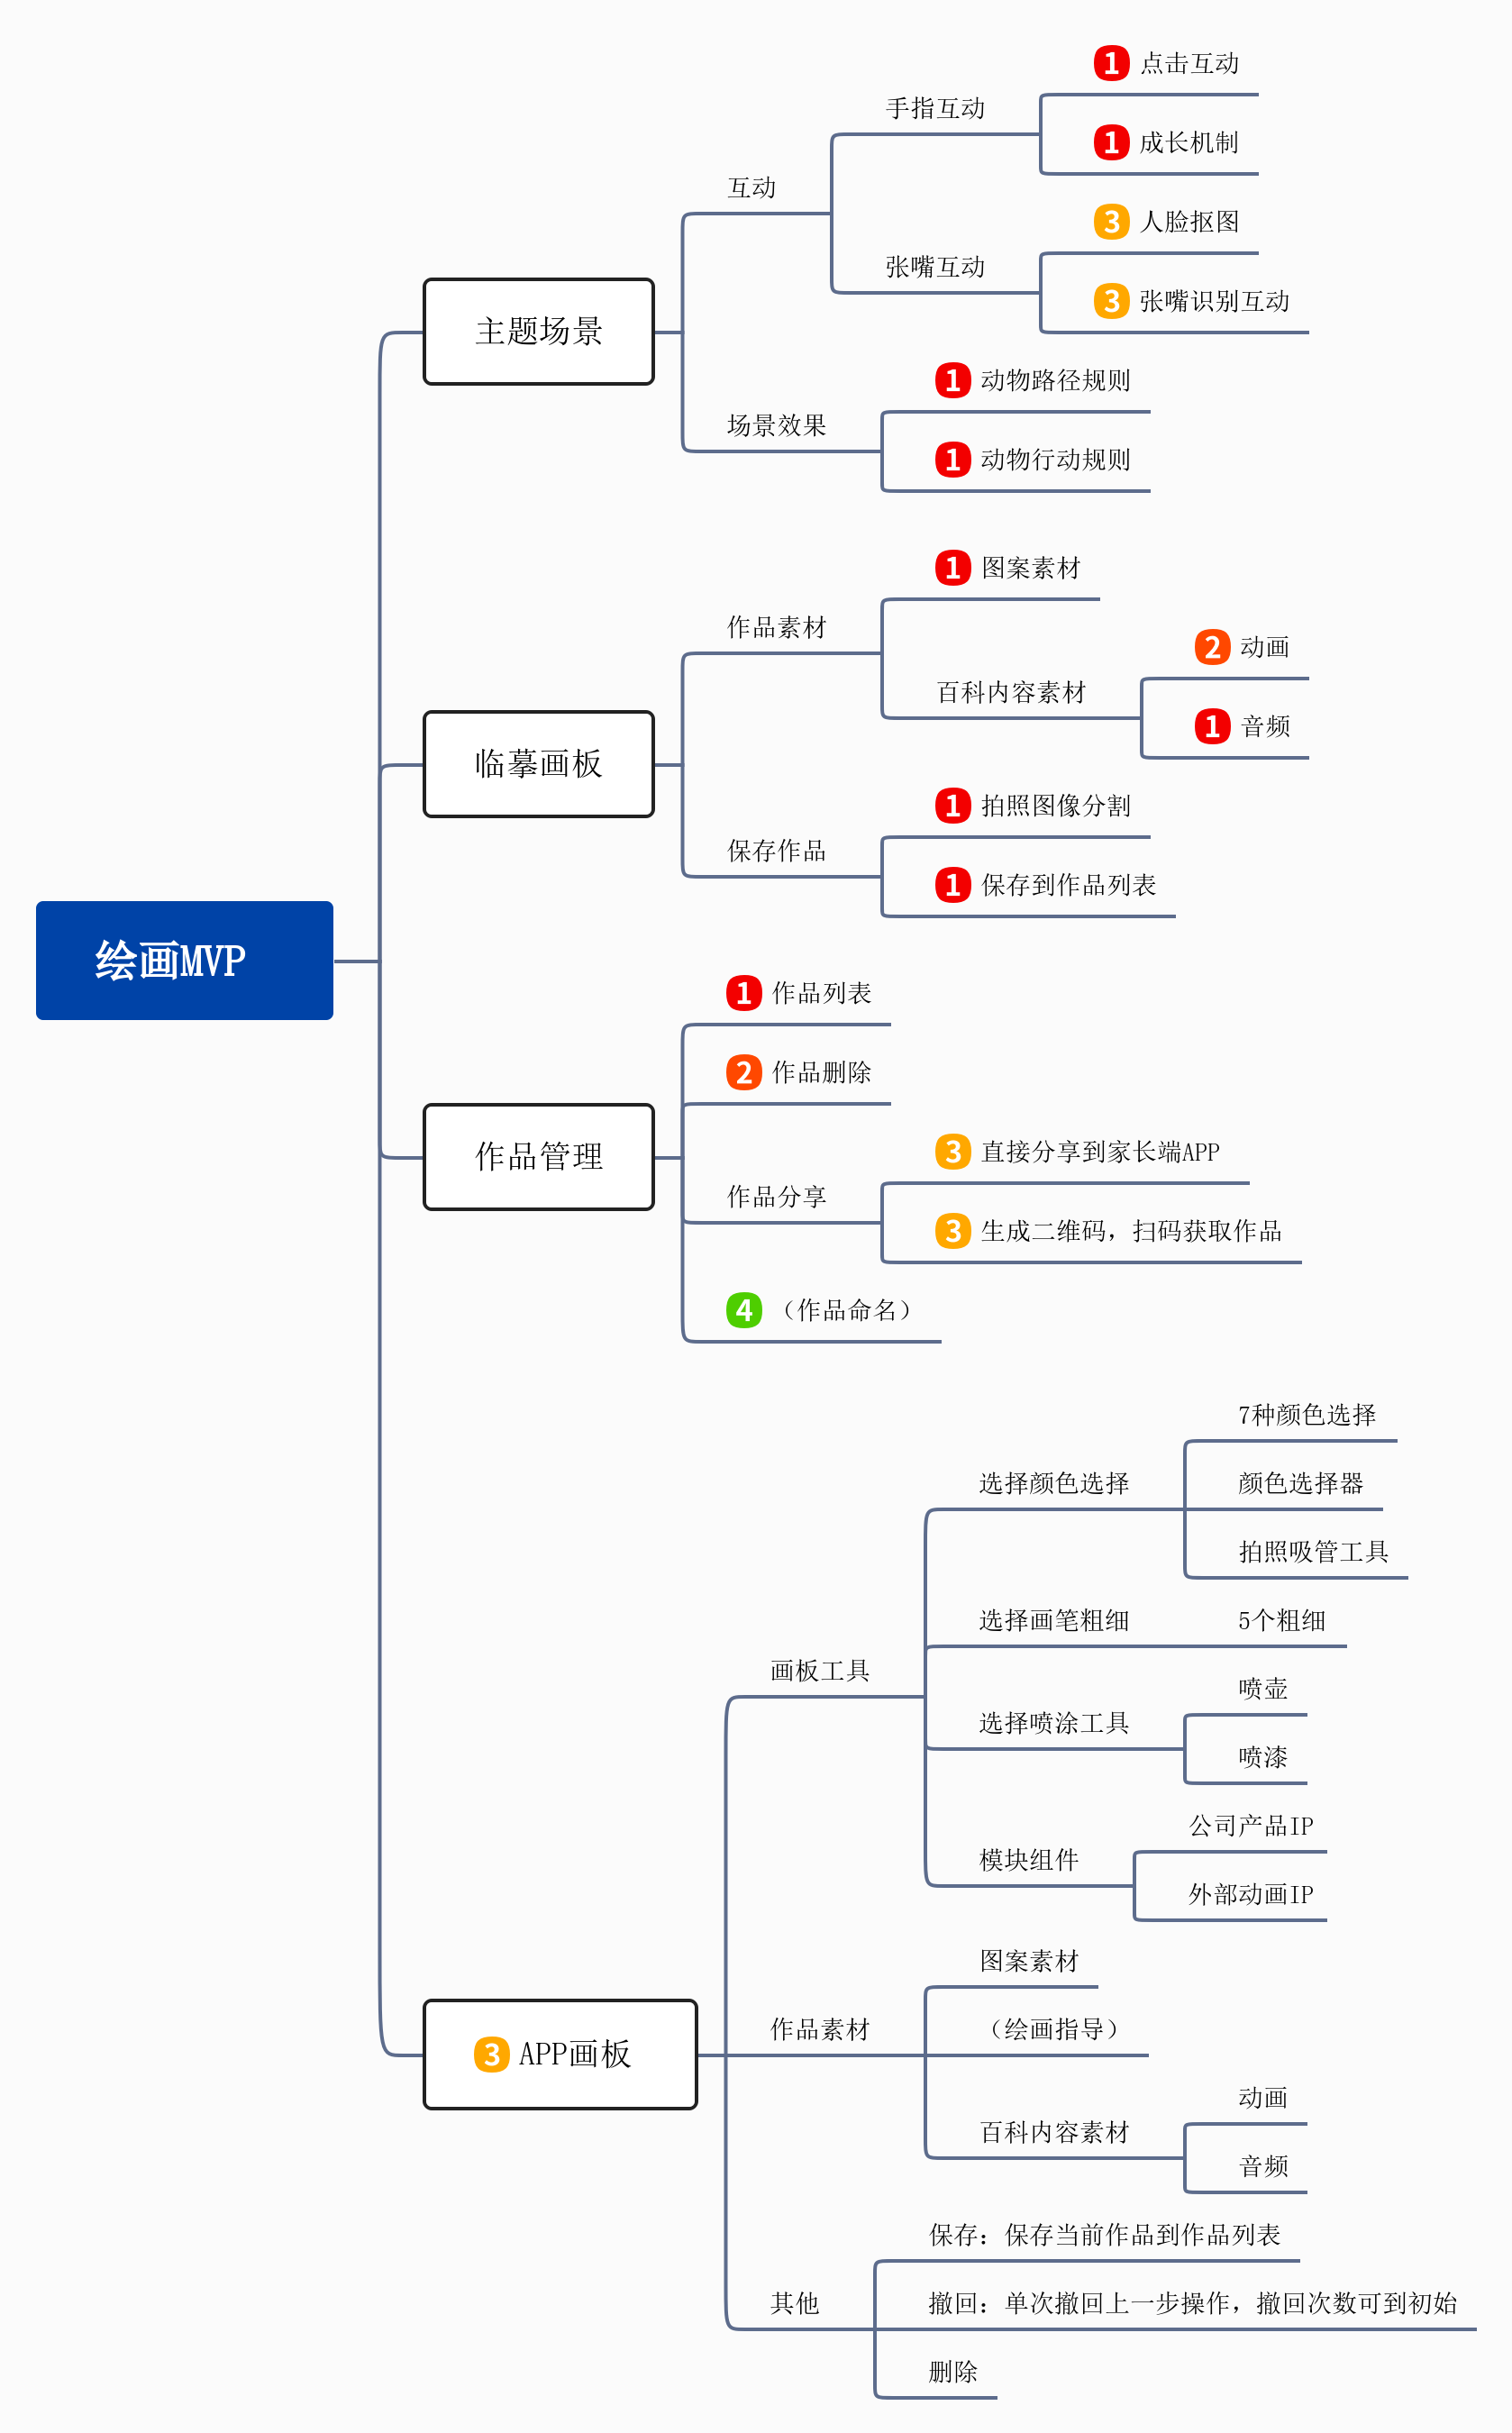 绘画MVP
主题场景
互动
手指互动
1 点击互动
1 成长机制
张嘴互动
3 人脸抠图
3 张嘴识别互动
场景效果
1 动物路径规则
1 动物行动规则
临摹画板
作品素材
1 图案素材
百科内容素材
2 动画
1 音频
保存作品
1 拍照图像分割
1 保存到作品列表
作品管理
1 作品列表
2 作品删除
作品分享
3 直接分享到家长端APP
3 生成二维码，扫码获取作品
4 （作品命名）
3 APP画板
画板工具
选择颜色选择
7种颜色选择
颜色选择器
拍照吸管工具
选择画笔粗细
5个粗细
选择喷涂工具
喷壶
喷漆
模块组件
公司产品IP
外部动画IP
作品素材
图案素材
（绘画指导）
百科内容素材
动画
音频
其他
保存：保存当前作品到作品列表
撤回：单次撤回上一步操作，撤回次数可到初始
删除